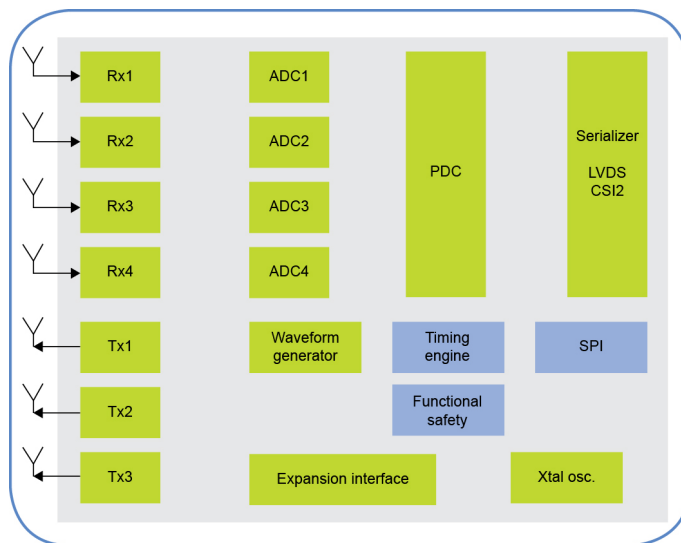 Rx1
ADC1
PDC
Serializer
LVDS
CSI2
Rx2
ADC2
Rx3
ADC3
Rx4
ADC4
Tx1
Waveform
generator
Timing
engine
SPI
Tx2
Functional
safety
Tx3
Expansion interface
Xtal osc.